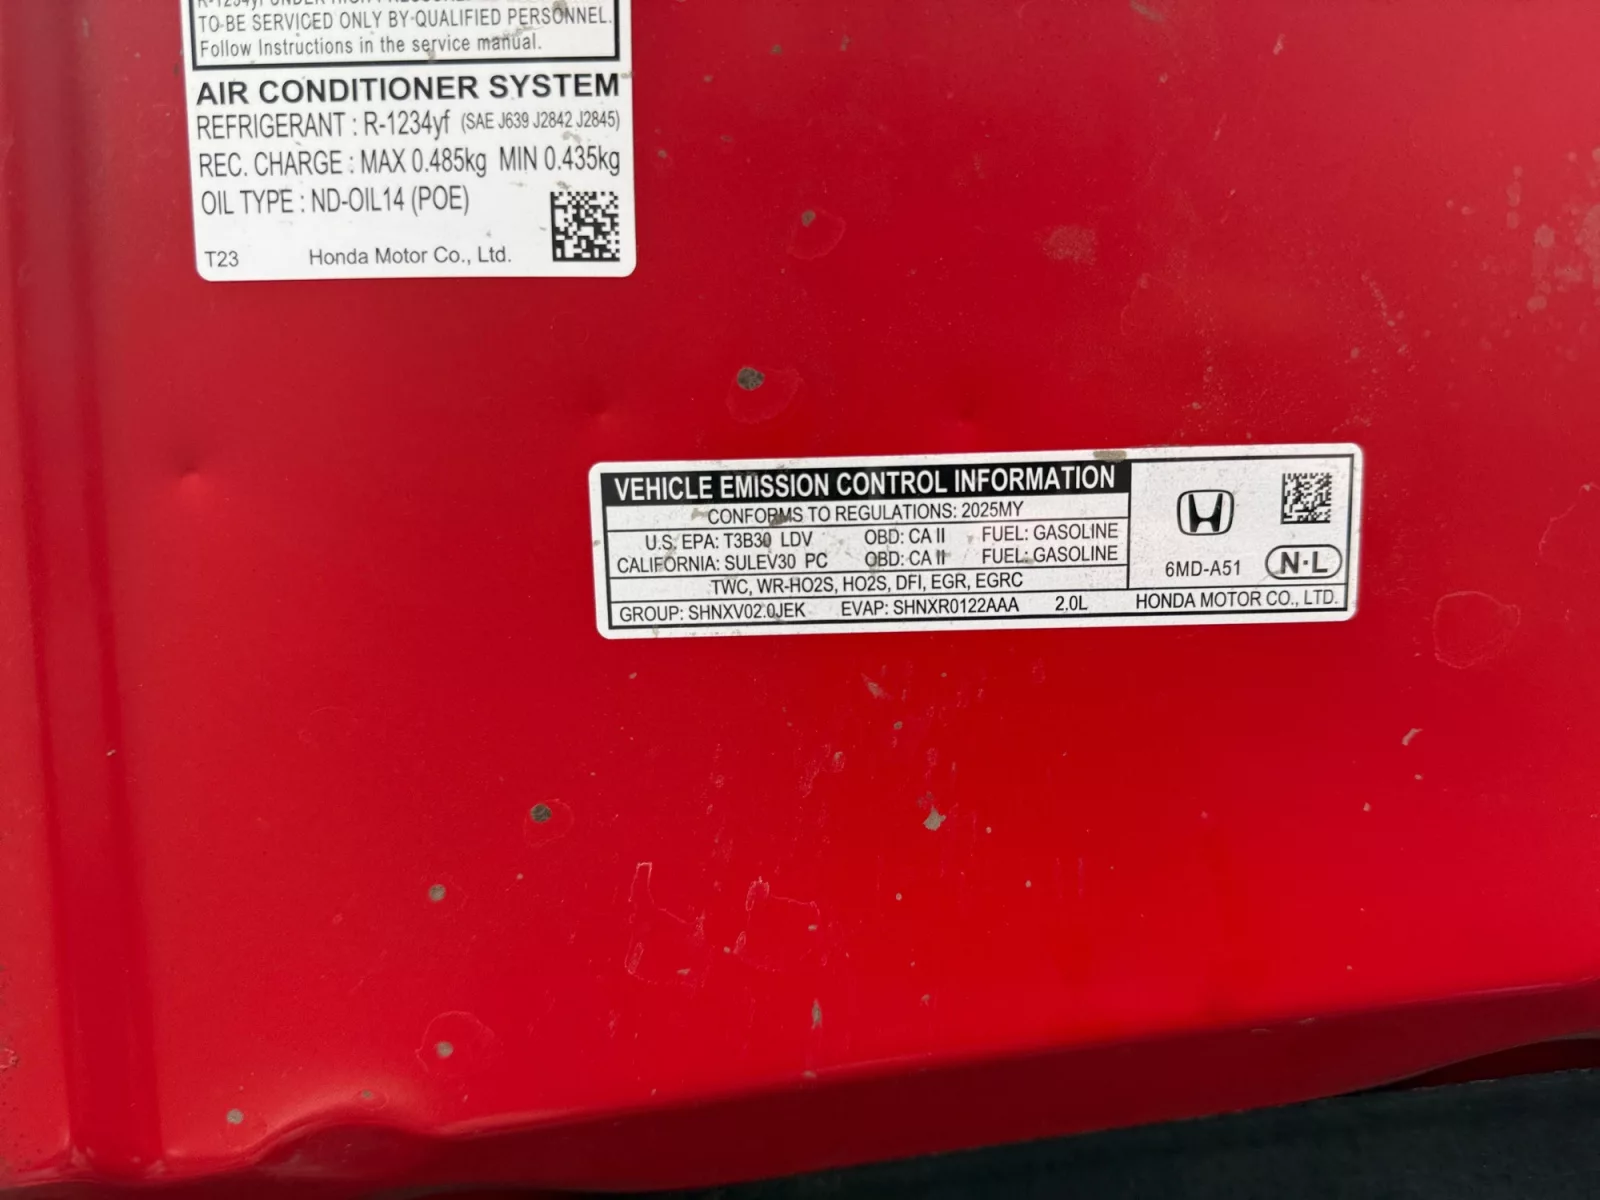 R-1234yf UNDER HIGH PRESSURE.
TO BE SERVICED ONLY BY QUALIFIED PERSONNEL.
Follow Instructions in the service manual.
AIR CONDITIONER SYSTEM
REFRIGERANT : R-1234yf (SAE J639 J2842 J2845)
REC. CHARGE : MAX 0.485kg MIN 0.435kg
OIL TYPE : ND-OIL14 (POE)
T23 Honda Motor Co., Ltd.
VEHICLE EMISSION CONTROL INFORMATION
CONFORMS TO REGULATIONS: 2025MY
U.S. EPA: T3B30 LDV OBD: CA II FUEL: GASOLINE
CALIFORNIA: SULEV30 PC OBD: CA II FUEL: GASOLINE
TWC, WR-HO2S, HO2S, DFI, EGR, EGRC
GROUP: SHNXV02.0JEK EVAP: SHNXR0122AAA 2.0L
6MD-A51 N·L
HONDA MOTOR CO., LTD.